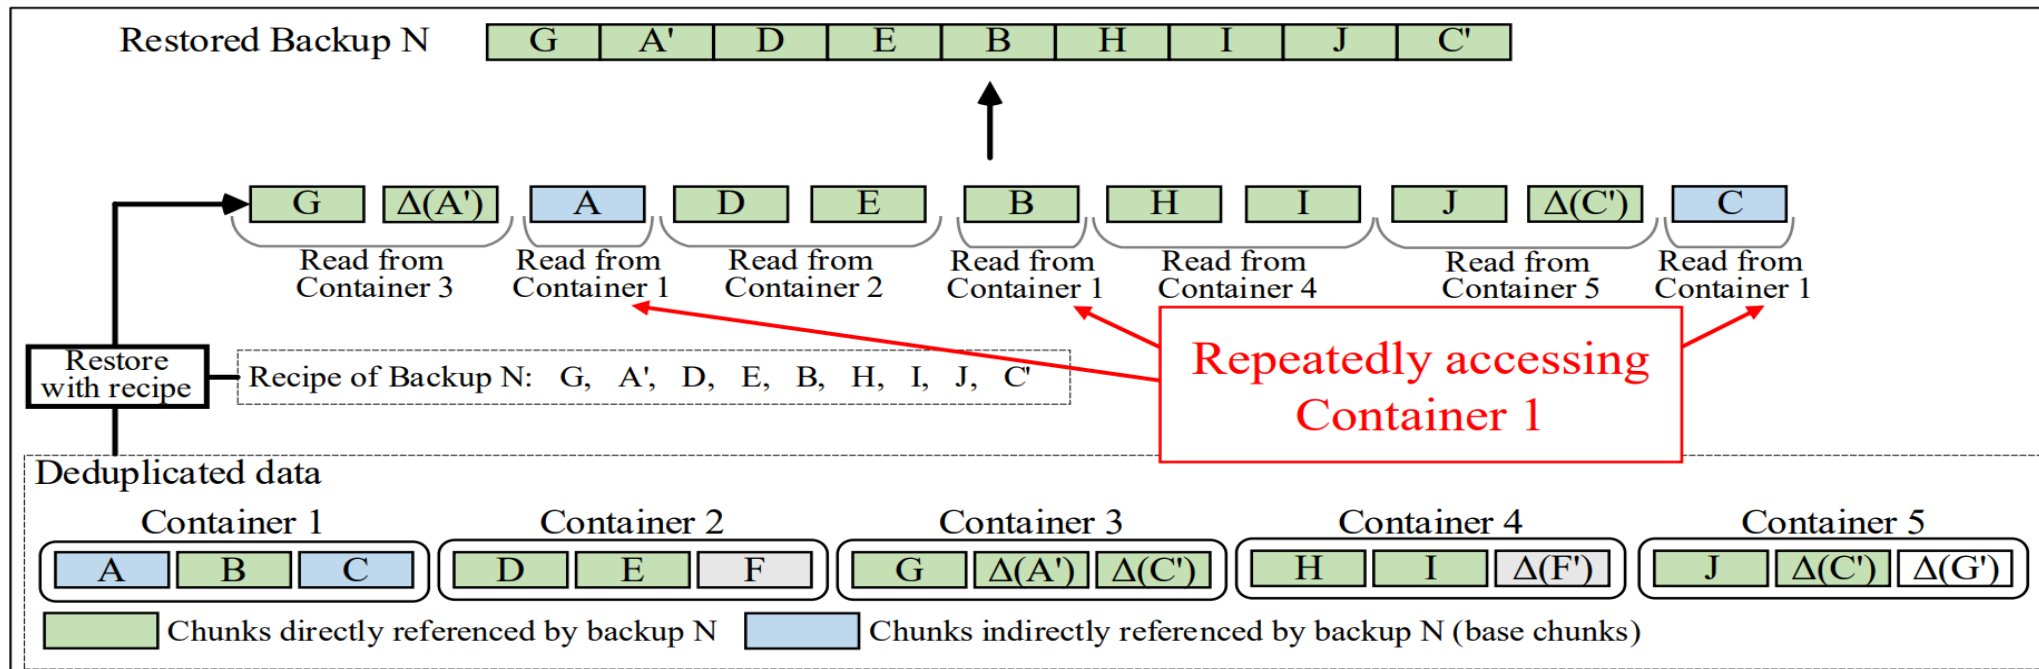 Restored Backup N G A' D E B H I J C'
G Δ(A') A D E B H I J Δ(C') C
Read from Container 3
Read from Container 1
Read from Container 2
Read from Container 1
Read from Container 4
Read from Container 5
Read from Container 1
Repeatedly accessing
Container 1
Restore
with recipe
Recipe of Backup N: G, A', D, E, B, H, I, J, C'
Deduplicated data
Container 1 Container 2 Container 3 Container 4 Container 5
A B C D E F G Δ(A') Δ(C') H I Δ(F') J Δ(C') Δ(G')
Chunks directly referenced by backup N Chunks indirectly referenced by backup N (base chunks)